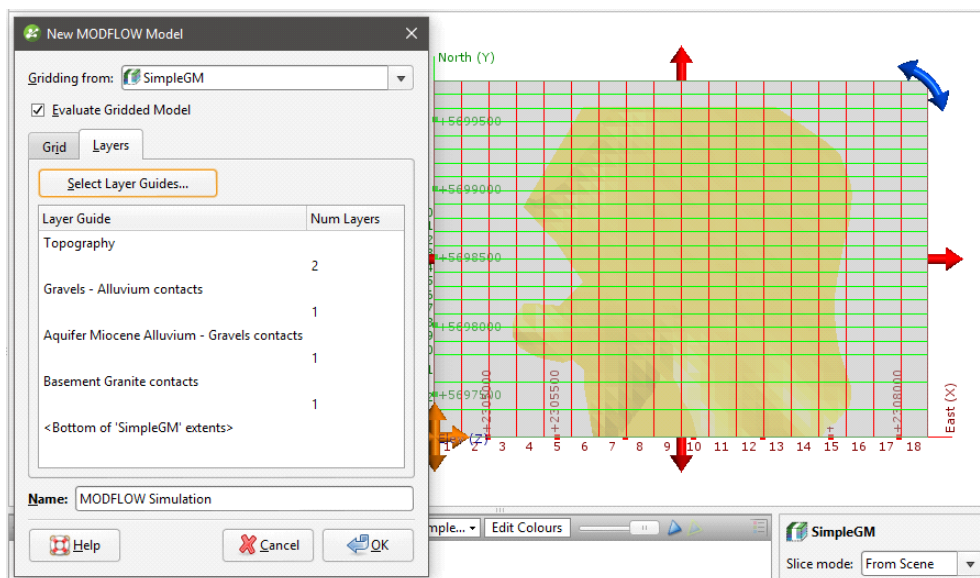 New MODFLOW Model
Gridding from: SimpleGM
Evaluate Gridded Model
Grid Layers
Select Layer Guides...
Layer Guide Num Layers
Topography
2
Gravels - Alluvium contacts
1
Aquifer Miocene Alluvium - Gravels contacts
1
Basement Granite contacts
1
<Bottom of 'SimpleGM' extents>
Name: MODFLOW Simulation
Help Cancel OK
North (Y)
+5699500
+5699000
+5698500
+5698000
+5697500
+2305000
+2305500
+2308000
East (X)
(Z)
1 2 3 4 5 6 7 8 9 10 11 12 13 14 15 16 17 18
Edit Colours
SimpleGM
Slice mode: From Scene